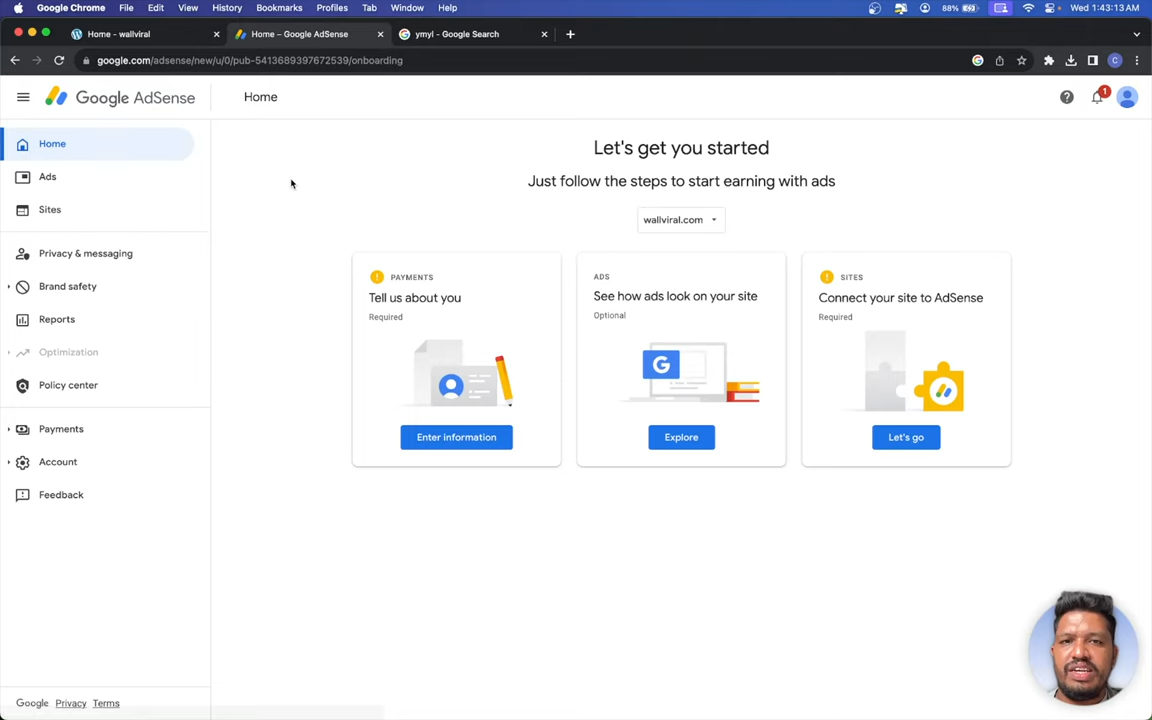 Google Chrome File Edit View History Bookmarks Profiles Tab Window Help 88% Wed 1:43:13 AM
Home - wallviral Home – Google AdSense ymyl - Google Search
google.com/adsense/new/u/0/pub-5413689397672539/onboarding
C
Google AdSense Home 1
Home
Ads
Sites
Privacy & messaging
Brand safety
Reports
Optimization
Policy center
Payments
Account
Feedback
Let's get you started
Just follow the steps to start earning with ads
wallviral.com
PAYMENTS
Tell us about you
Required
Enter information
ADS
See how ads look on your site
Optional
G
Explore
SITES
Connect your site to AdSense
Required
Let's go
Google Privacy Terms